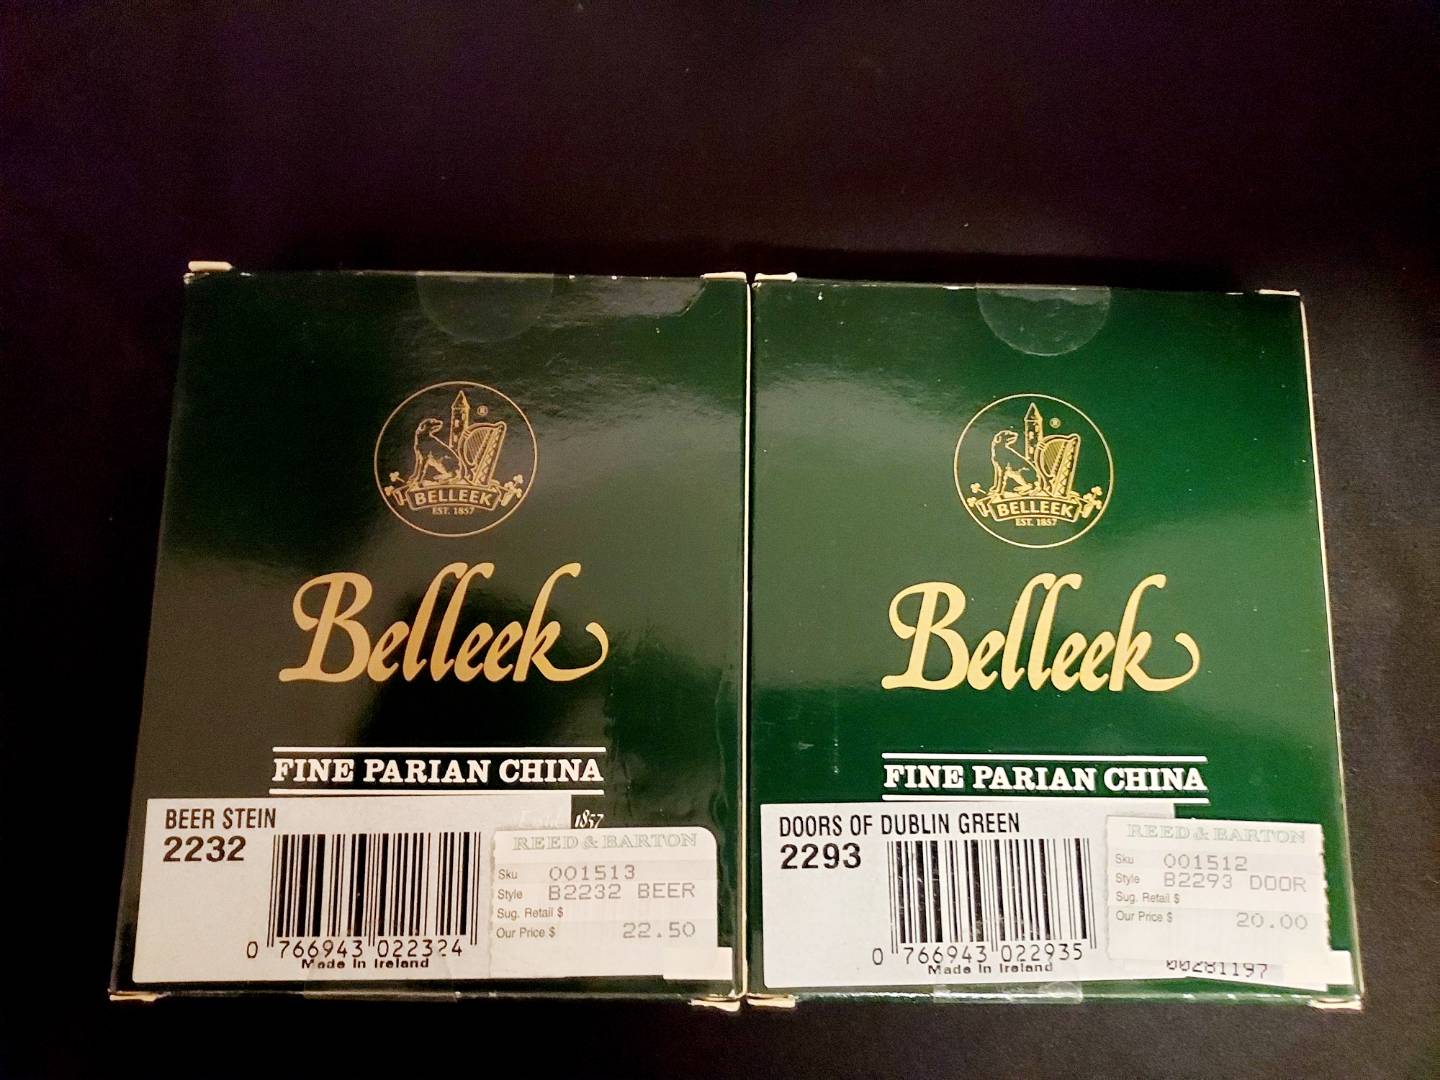 ®
BELLEEK
EST. 1857
Belleek
FINE PARIAN CHINA
1857
BEER STEIN
2232
0 766943 022324
Made in Ireland
REED & BARTON
Sku 001513
Style B2232 BEER
Sug. Retail $
Our Price $ 22.50
®
BELLEEK
EST. 1857
Belleek
FINE PARIAN CHINA
DOORS OF DUBLIN GREEN
2293
0 766943 022935
Made in Ireland
REED & BARTON
Sku 001512
Style B2293 DOOR
Sug. Retail $
Our Price $ 20.00
00281197